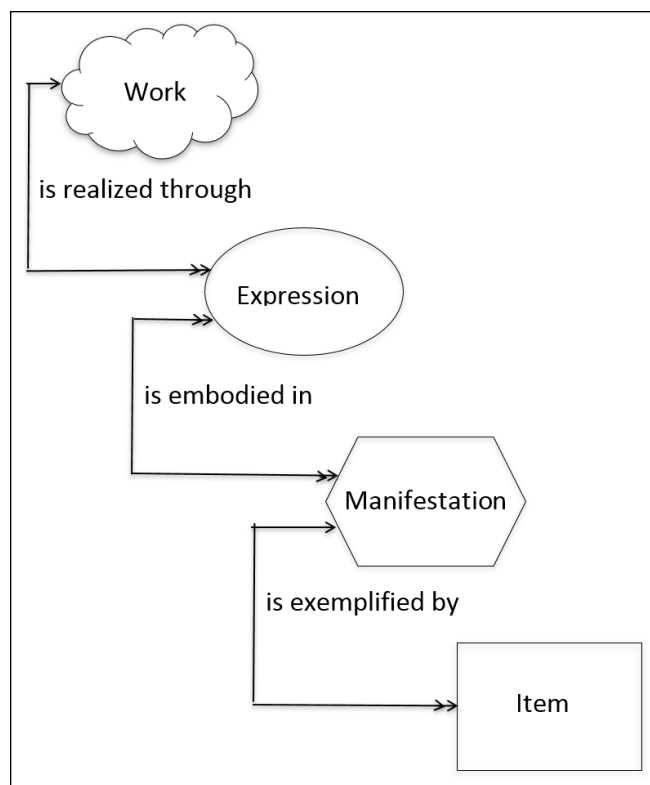 Work
is realized through
Expression
is embodied in
Manifestation
is exemplified by
Item